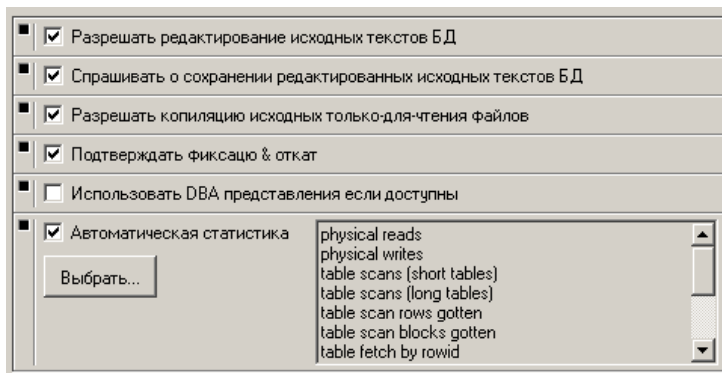 Разрешать редактирование исходных текстов БД
Спрашивать о сохранении редактированных исходных текстов БД
Разрешать копиляцию исходных только-для-чтения файлов
Подтверждать фиксацю & откат
Использовать DBA представления если доступны
Автоматическая статистика
Выбрать...
physical reads
physical writes
table scans (short tables)
table scans (long tables)
table scan rows gotten
table scan blocks gotten
table fetch by rowid